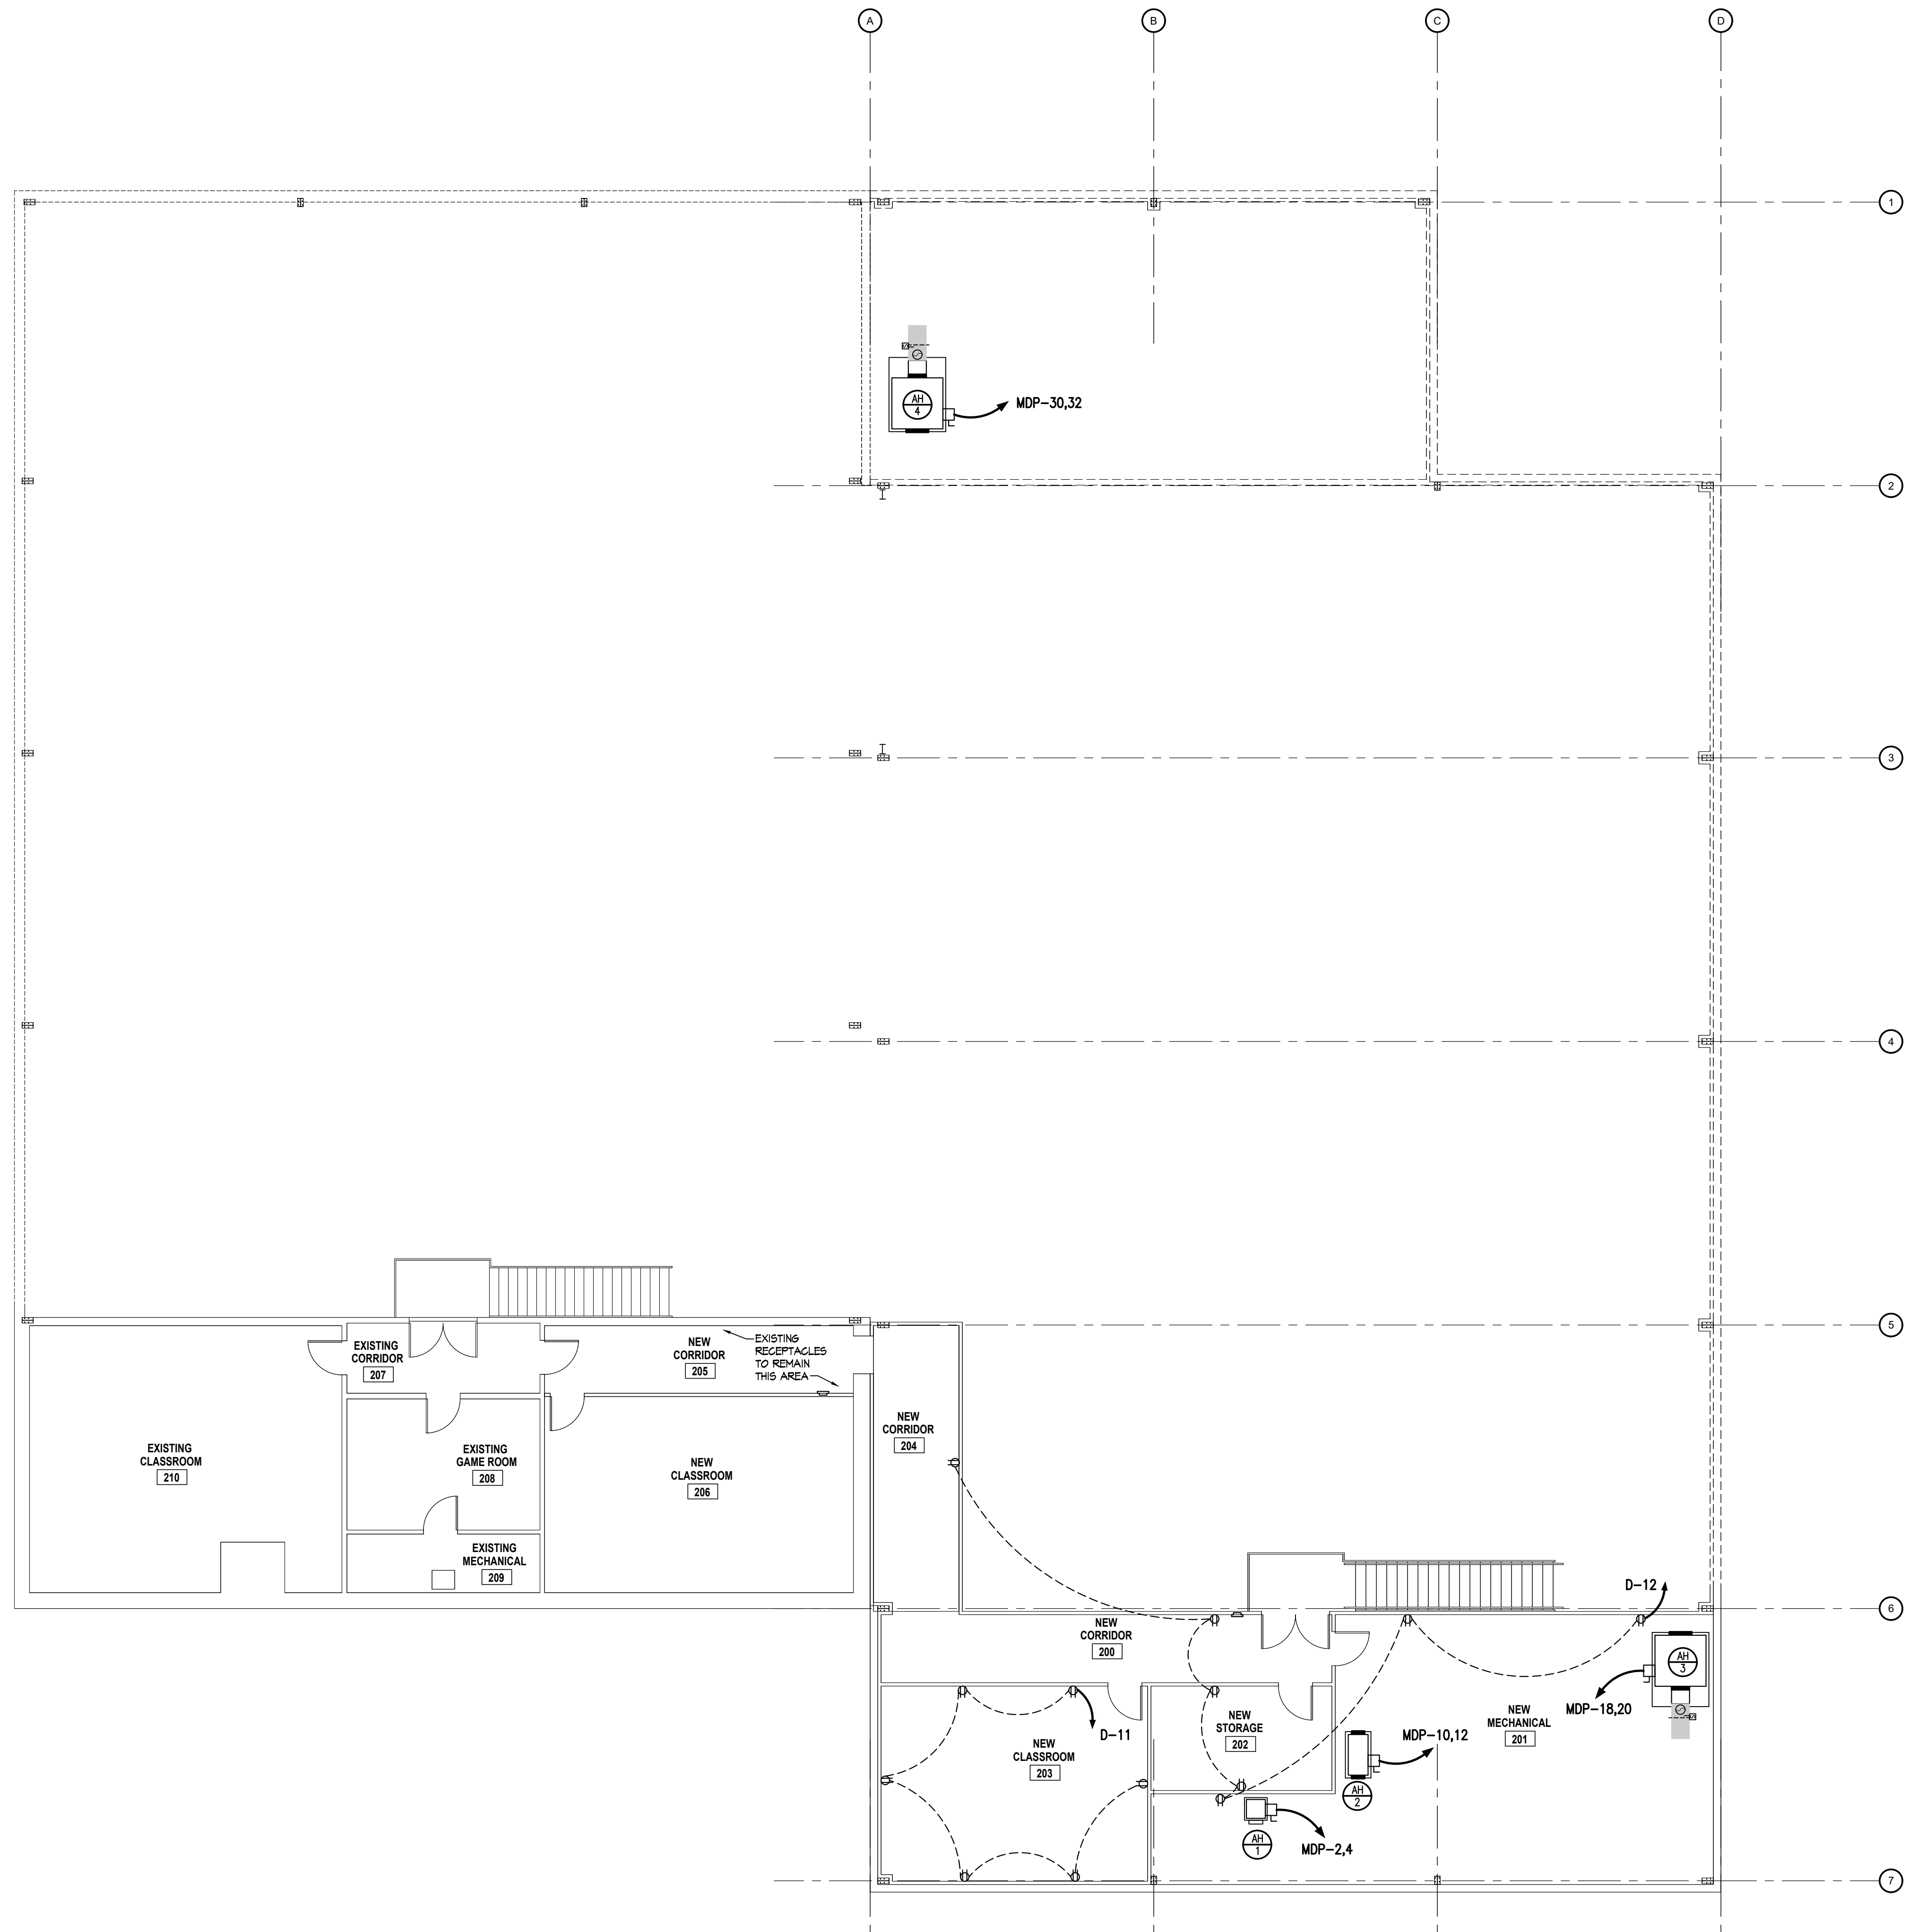 A
B
C
D
1
AH
4
MDP-30,32
2
3
4
5
EXISTING
CORRIDOR
207
NEW
CORRIDOR
205
EXISTING
RECEPTACLES
TO REMAIN
THIS AREA
EXISTING
CLASSROOM
210
EXISTING
GAME ROOM
208
NEW
CLASSROOM
206
NEW
CORRIDOR
204
EXISTING
MECHANICAL
209
D-12
6
NEW
CORRIDOR
200
AH
3
MDP-18,20
NEW
MECHANICAL
201
D-11
NEW
STORAGE
202
MDP-10,12
NEW
CLASSROOM
203
AH
2
AH
1
MDP-2,4
7